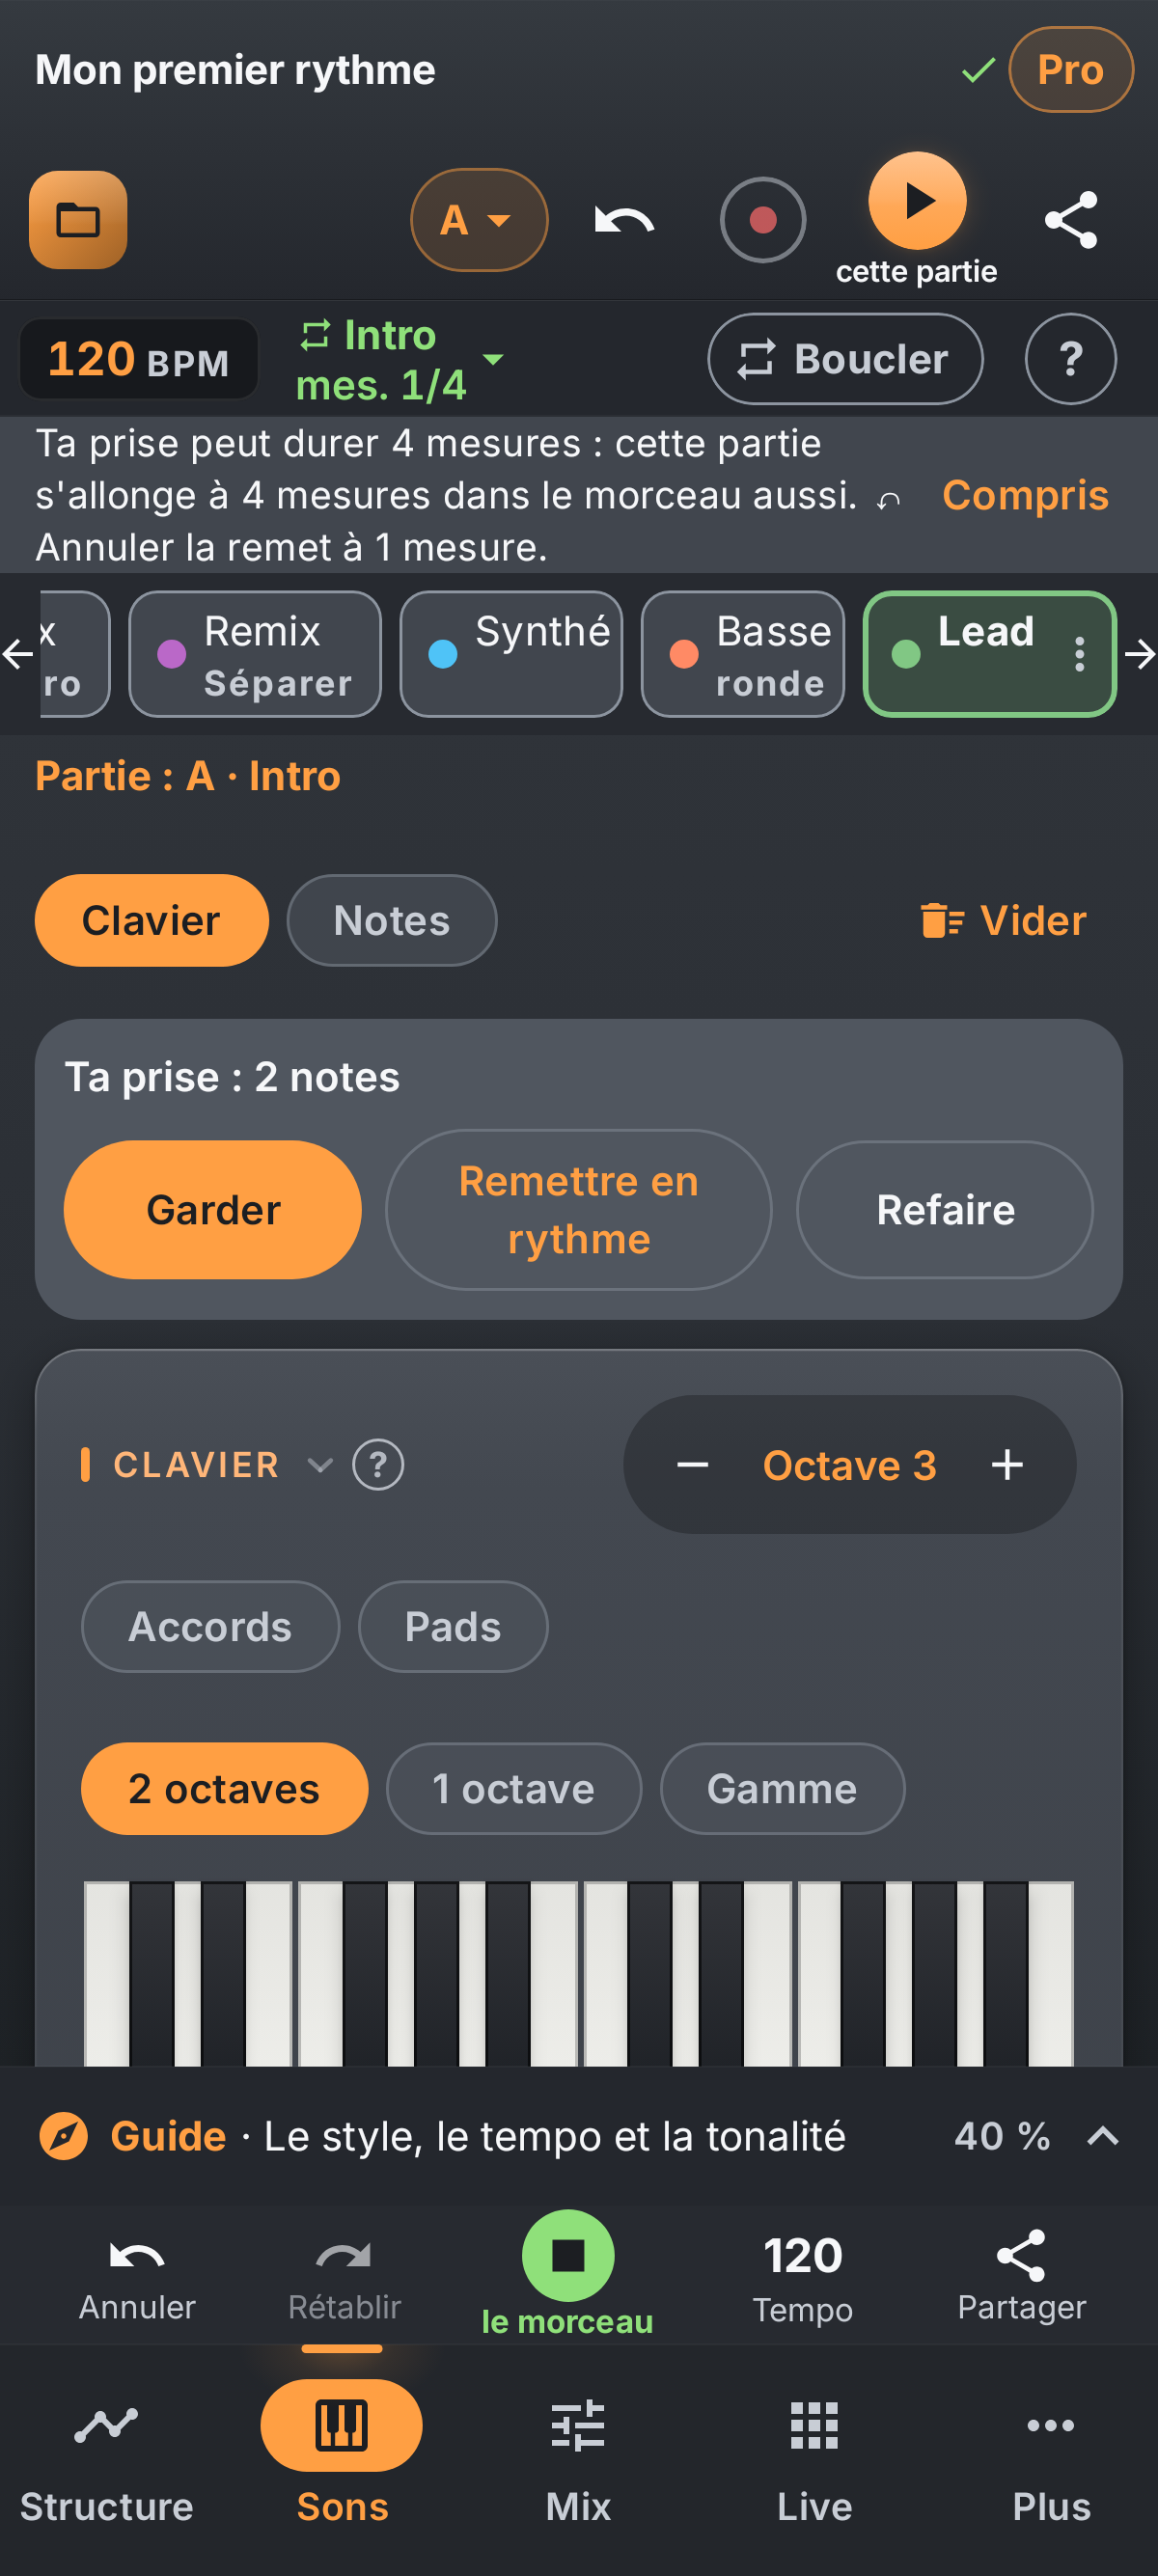 Mon premier rythme
Pro
A
cette partie
120 BPM
Intro
mes. 1/4
Boucler
?
Ta prise peut durer 4 mesures : cette partie
s'allonge à 4 mesures dans le morceau aussi.
Annuler la remet à 1 mesure.
Compris
x
ro
Remix
Séparer
Synthé
Basse
ronde
Lead
Partie : A · Intro
Clavier
Notes
Vider
Ta prise : 2 notes
Garder
Remettre en
rythme
Refaire
CLAVIER
?
Octave 3
Accords
Pads
2 octaves
1 octave
Gamme
Guide · Le style, le tempo et la tonalité
40 %
Annuler
Rétablir
le morceau
120
Tempo
Partager
Structure
Sons
Mix
Live
Plus